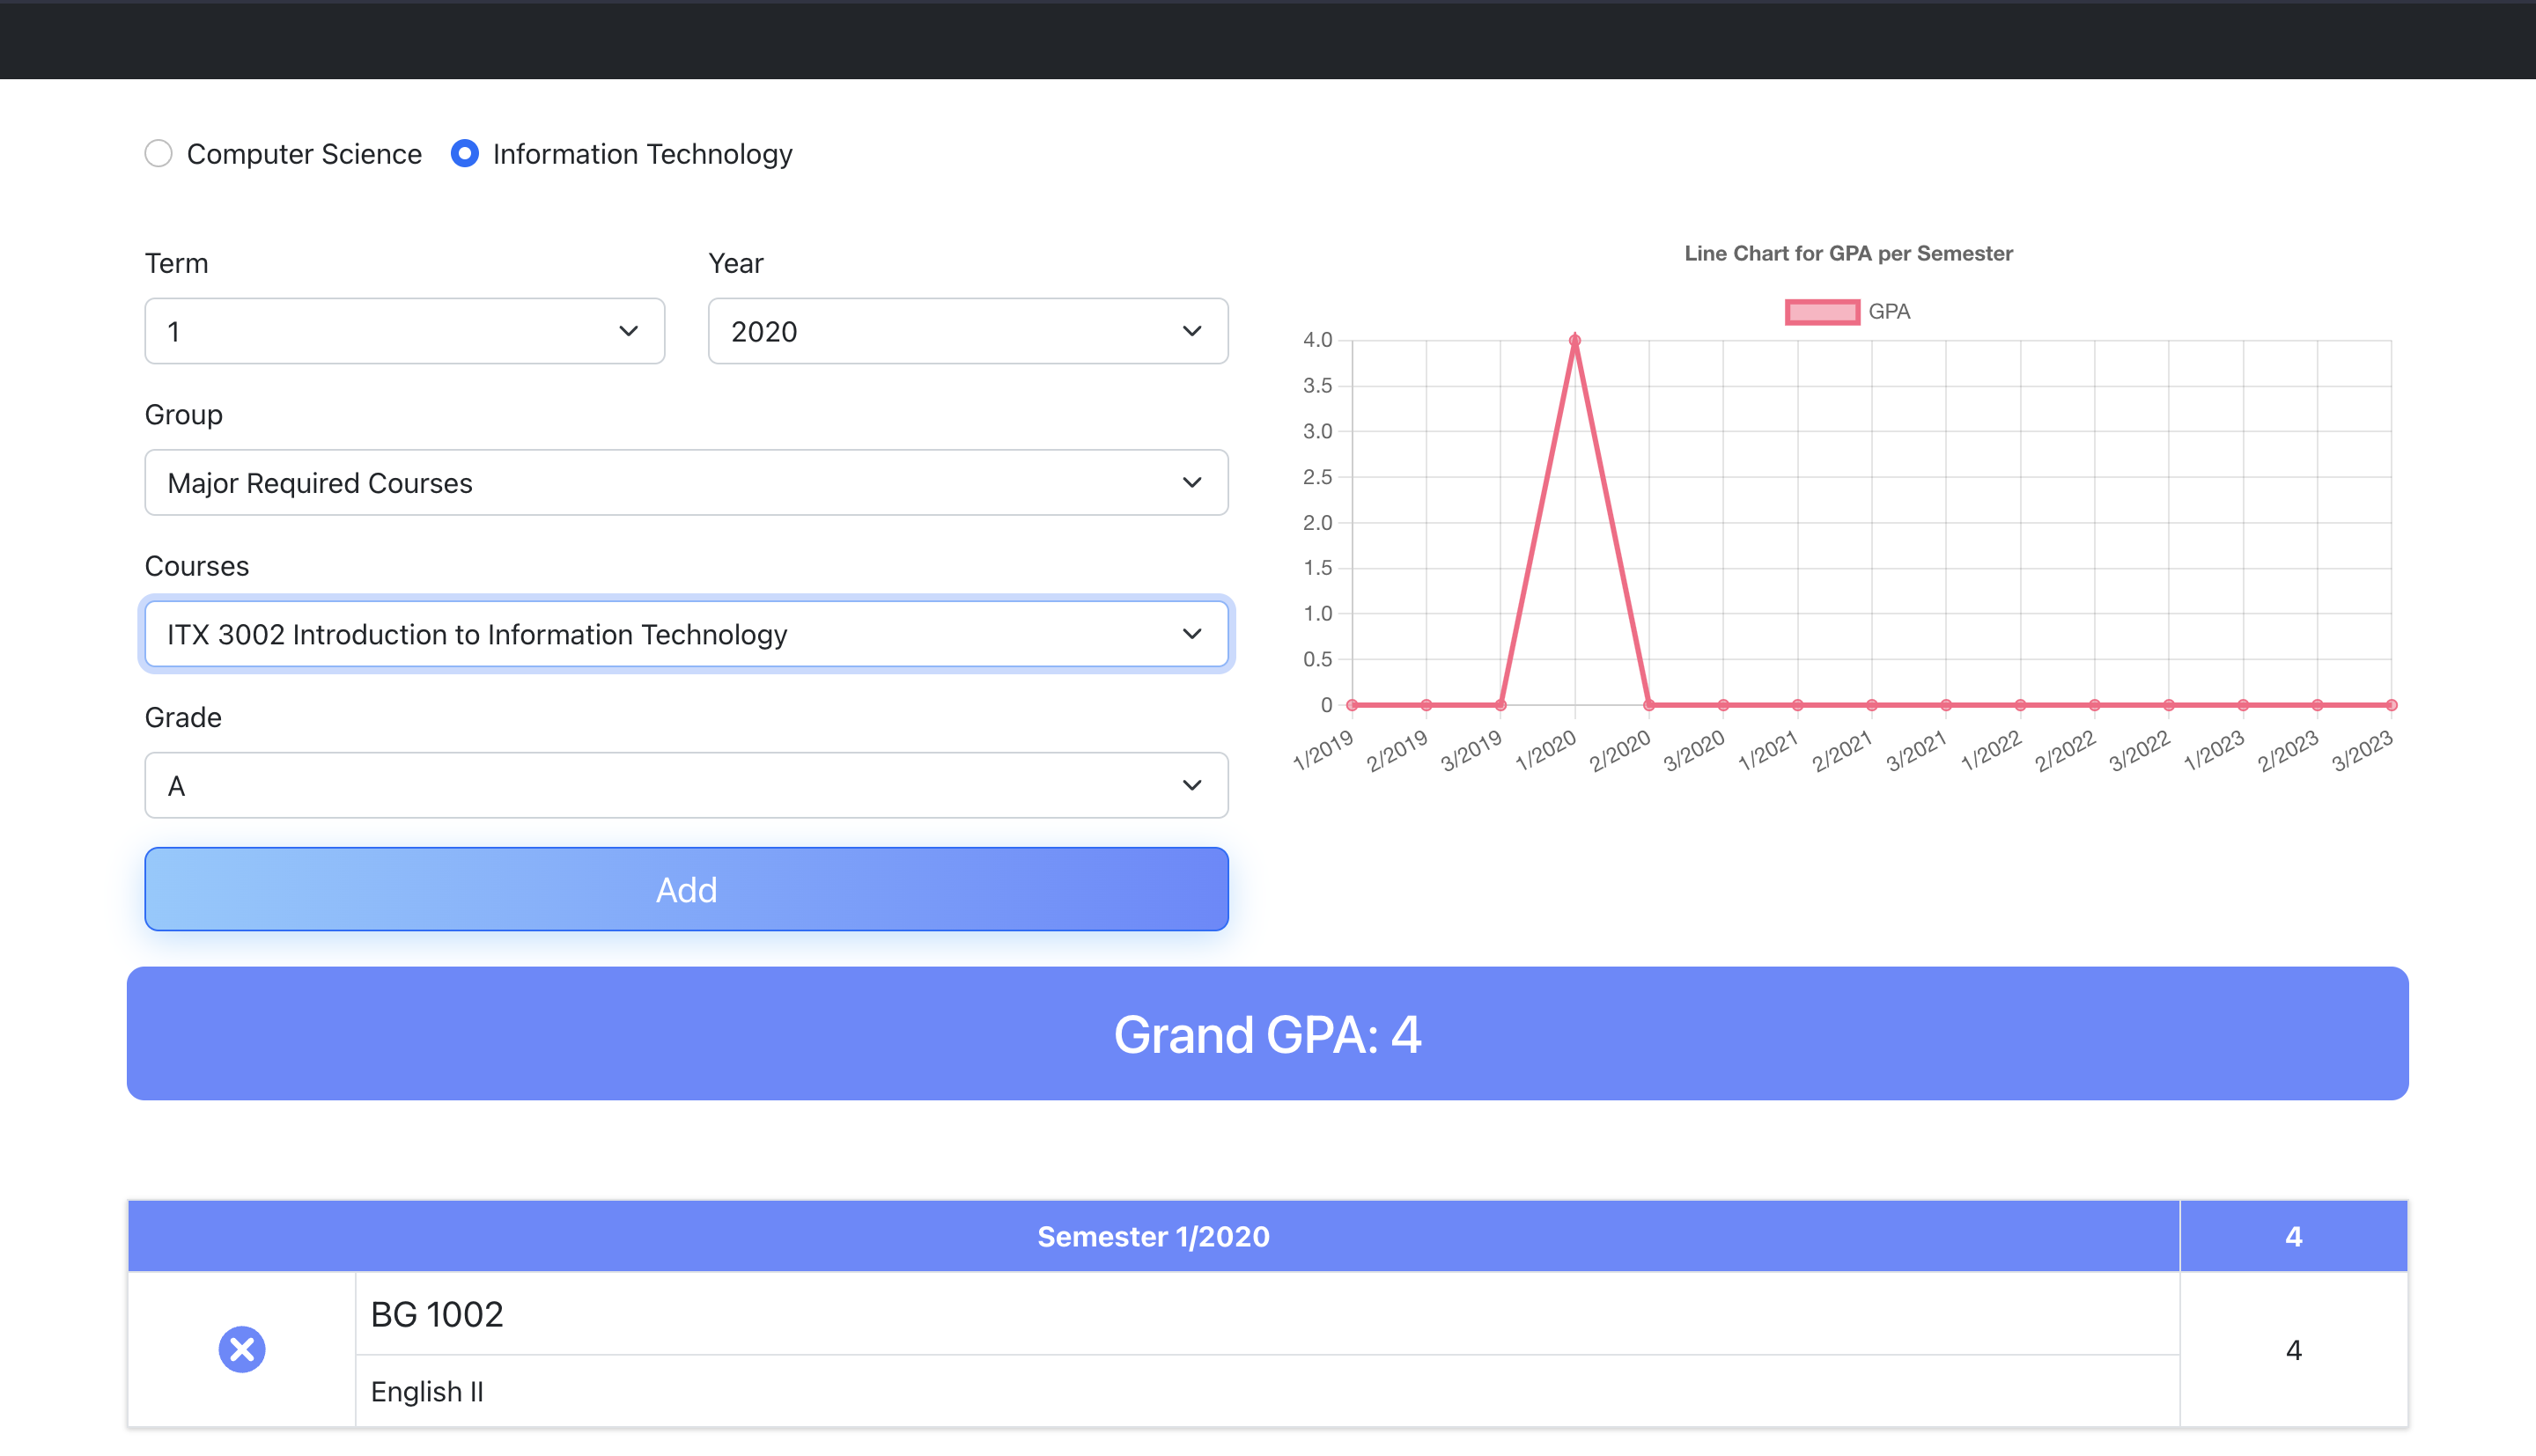 Computer Science Information Technology
Term Year
1 2020
Group
Major Required Courses
Courses
ITX 3002 Introduction to Information Technology
Grade
A
Add
Line Chart for GPA per Semester
GPA
4.0
3.5
3.0
2.5
2.0
1.5
1.0
0.5
0
1/2019 2/2019 3/2019 1/2020 2/2020 3/2020 1/2021 2/2021 3/2021 1/2022 2/2022 3/2022 1/2023 2/2023 3/2023
Grand GPA: 4
Semester 1/2020 4
BG 1002
4
English II